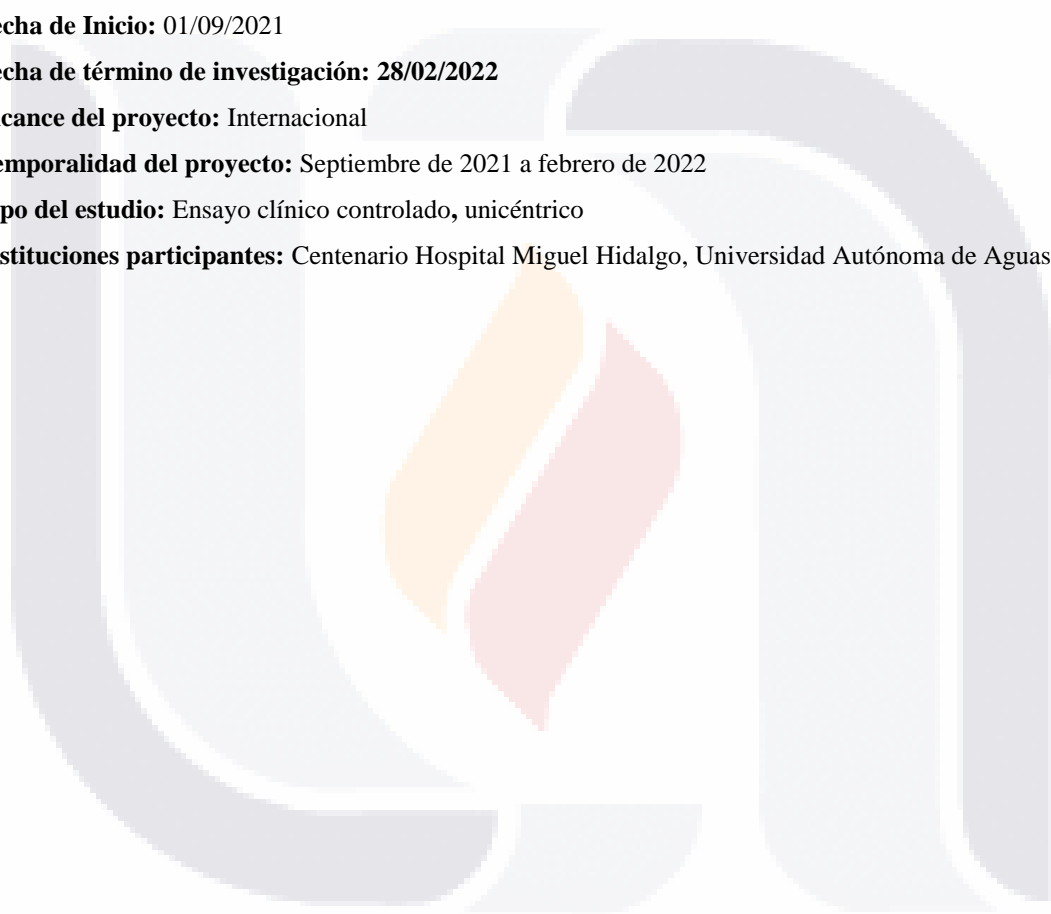 echa de Inicio: 01/09/2021
echa de término de investigación: 28/02/2022
cance del proyecto: Internacional
emporalidad del proyecto: Septiembre de 2021 a febrero de 2022
po del estudio: Ensayo clínico controlado, unicéntrico
stituciones participantes: Centenario Hospital Miguel Hidalgo, Universidad Autónoma de Aguas